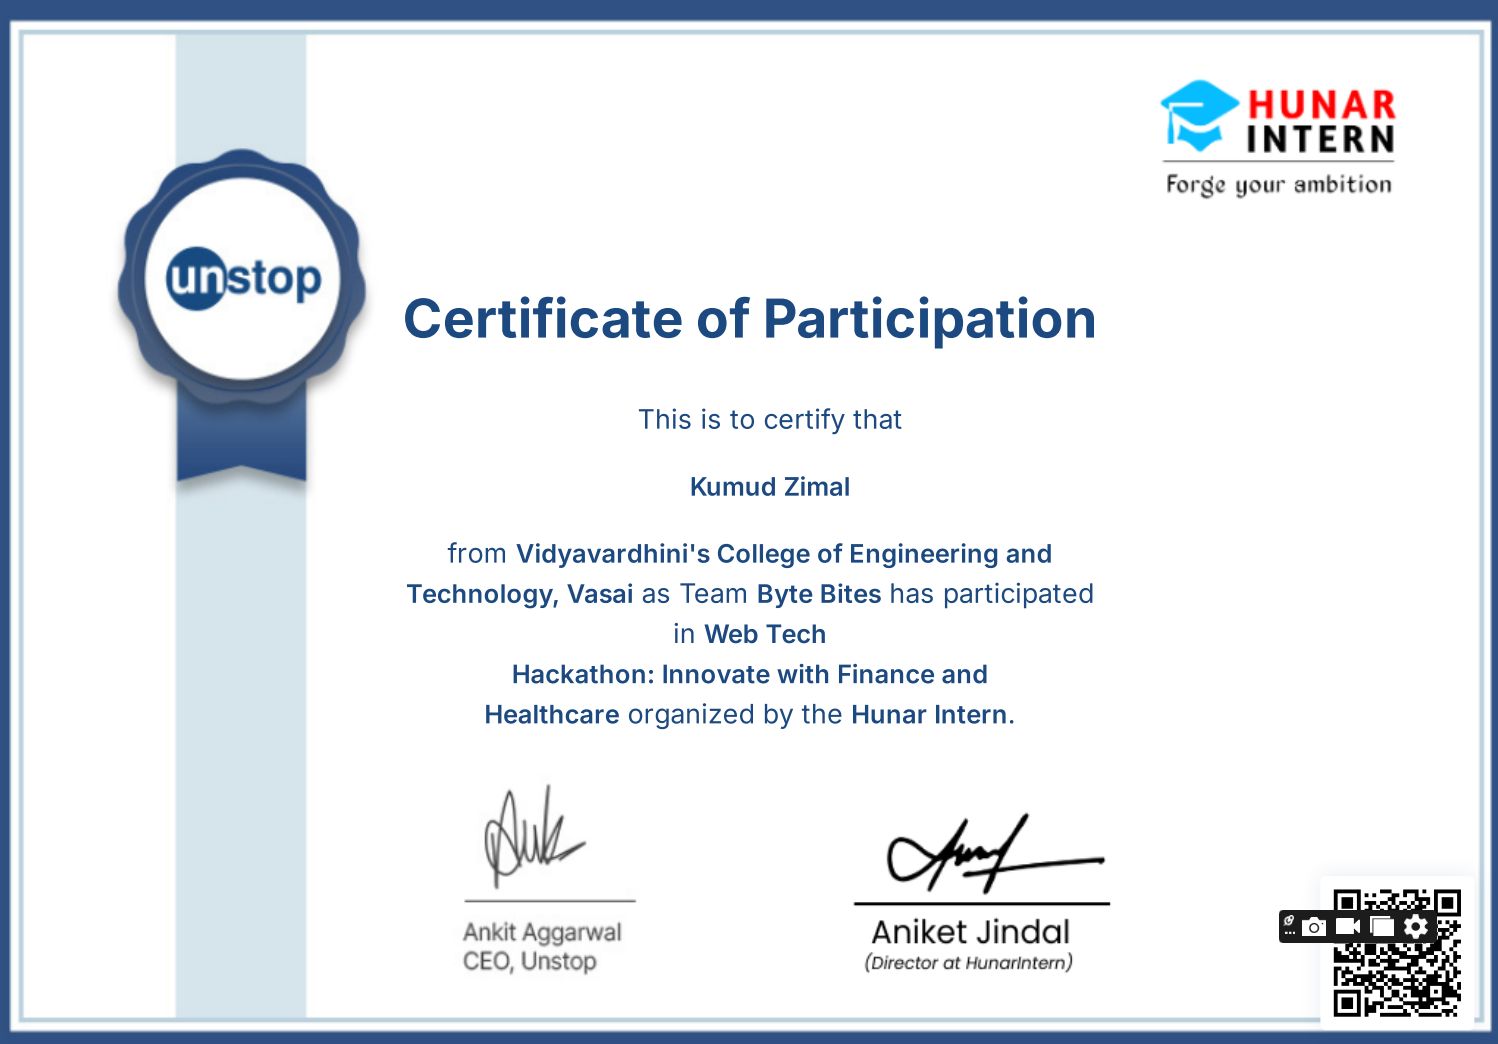 HUNAR
INTERN
Forge your ambition
unstop
Certificate of Participation
This is to certify that
Kumud Zimal
from Vidyavardhini's College of Engineering and
Technology, Vasai as Team Byte Bites has participated
in Web Tech
Hackathon: Innovate with Finance and
Healthcare organized by the Hunar Intern.
Ankit Aggarwal
CEO, Unstop
Aniket Jindal
(Director at HunarIntern)